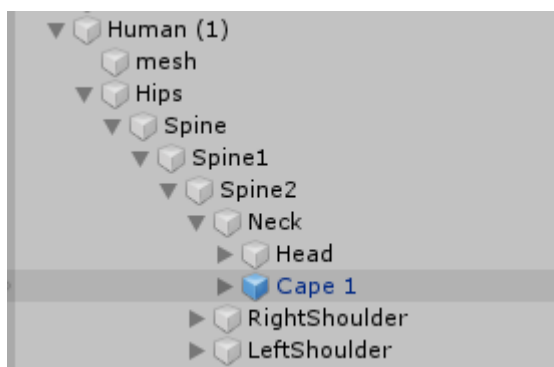 Human (1)
mesh
Hips
Spine
Spine1
Spine2
Neck
Head
Cape 1
RightShoulder
LeftShoulder